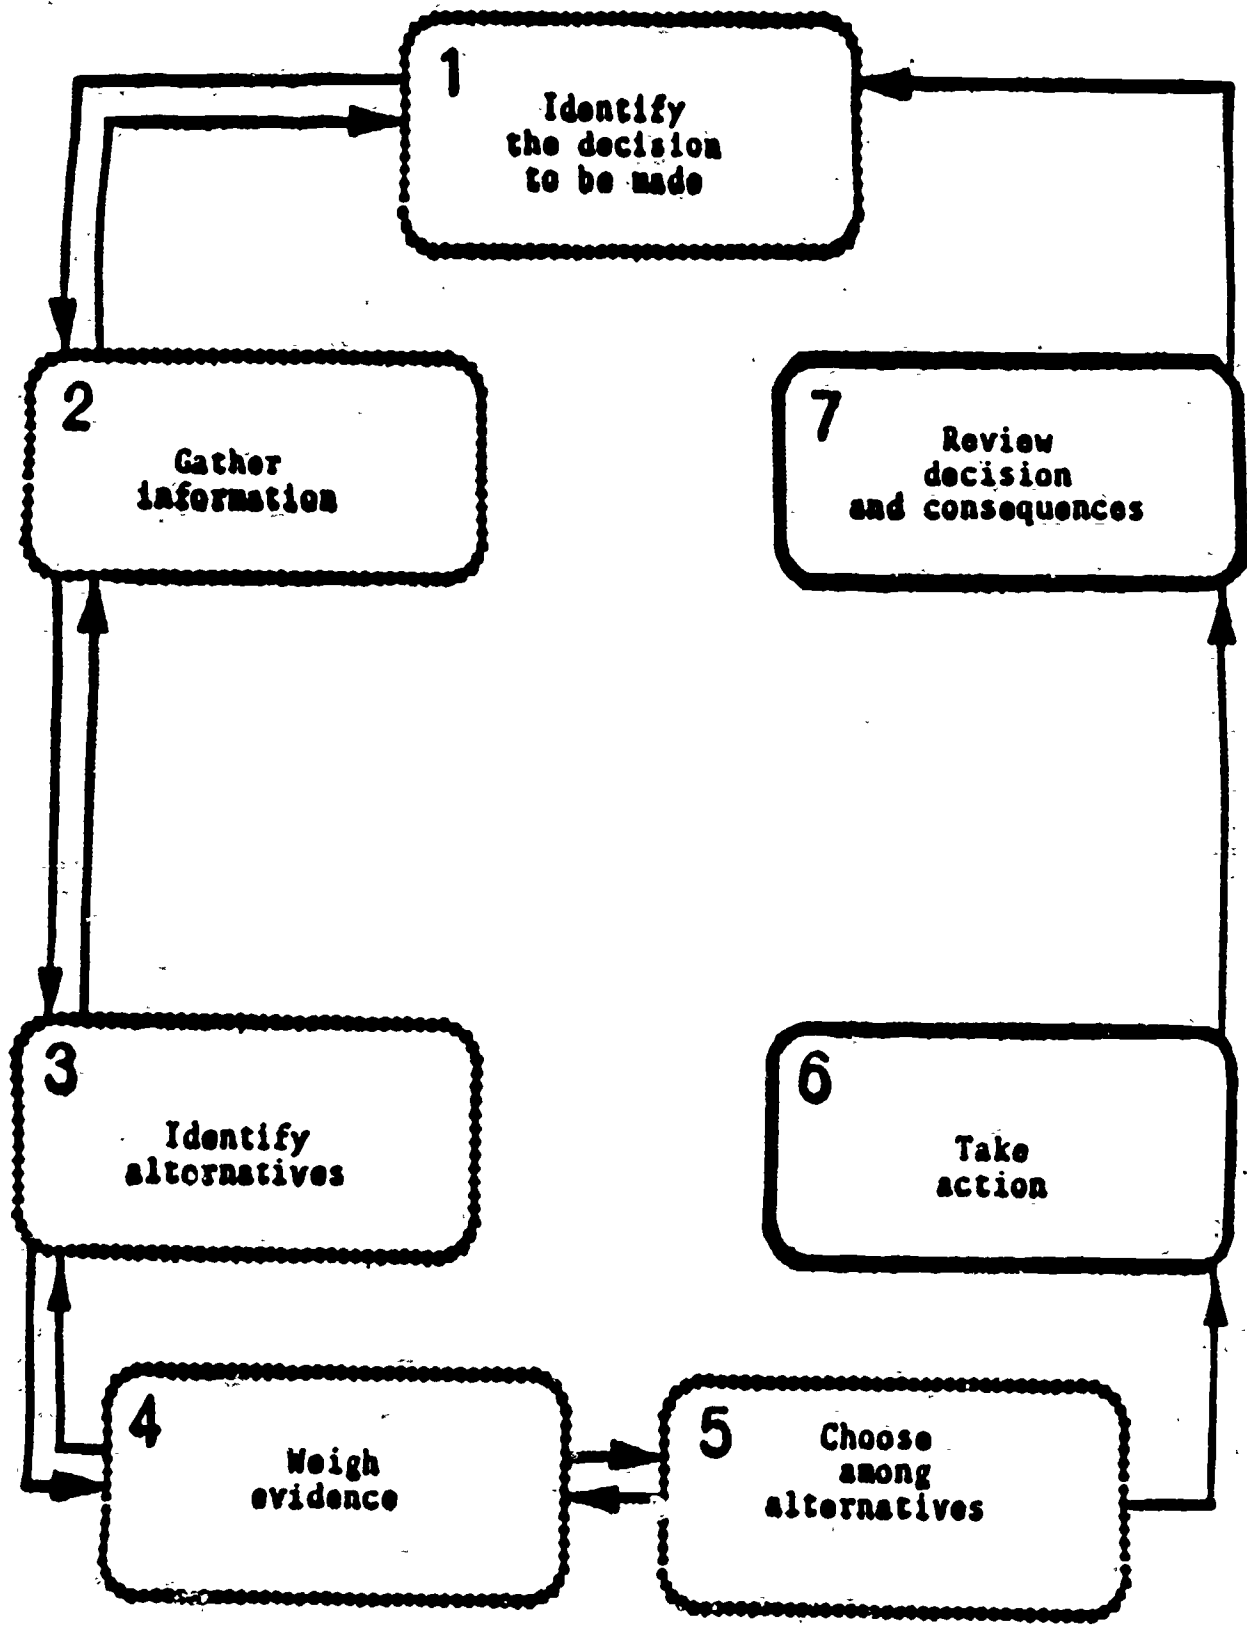 1
Identify
the decision
to be made
2
Gather
information
7
Review
decision
and consequences
3
Identify
alternatives
6
Take
action
4
Weigh
evidence
5
Choose
among
alternatives